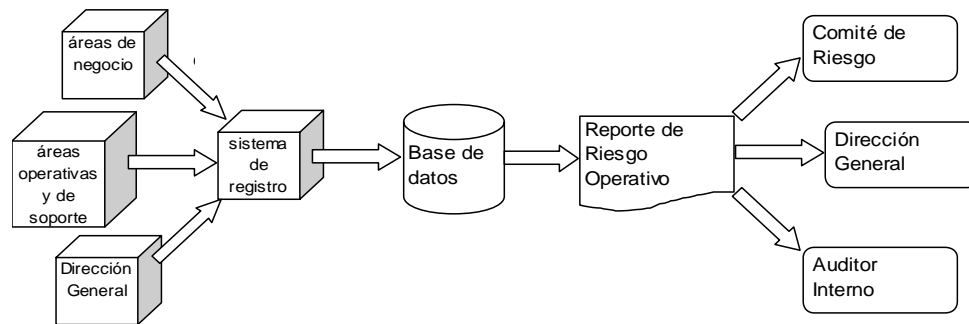 áreas de
negocio
áreas
operativas
y de
soporte
Dirección
General
sistema
de
registro
Base de
datos
Reporte de
Riesgo
Operativo
Comité de
Riesgo
Dirección
General
Auditor
Interno